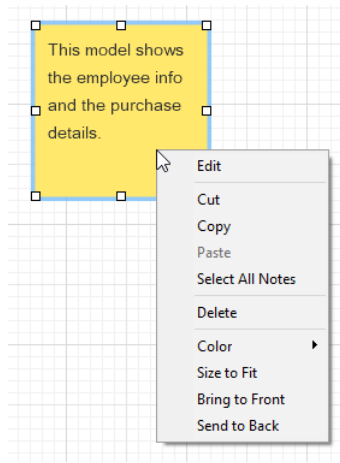 This model shows
the employee info
and the purchase
details.
Edit
Cut
Copy
Paste
Select All Notes
Delete
Color
Size to Fit
Bring to Front
Send to Back